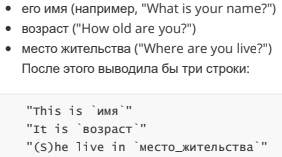 • его имя (например, "What is your name?")
• возраст ("How old are you?")
• место жительства ("Where are you live?")
После этого выводила бы три строки:
"This is `имя`"
"It is `возраст`"
"(S)he live in `место_жительства`"